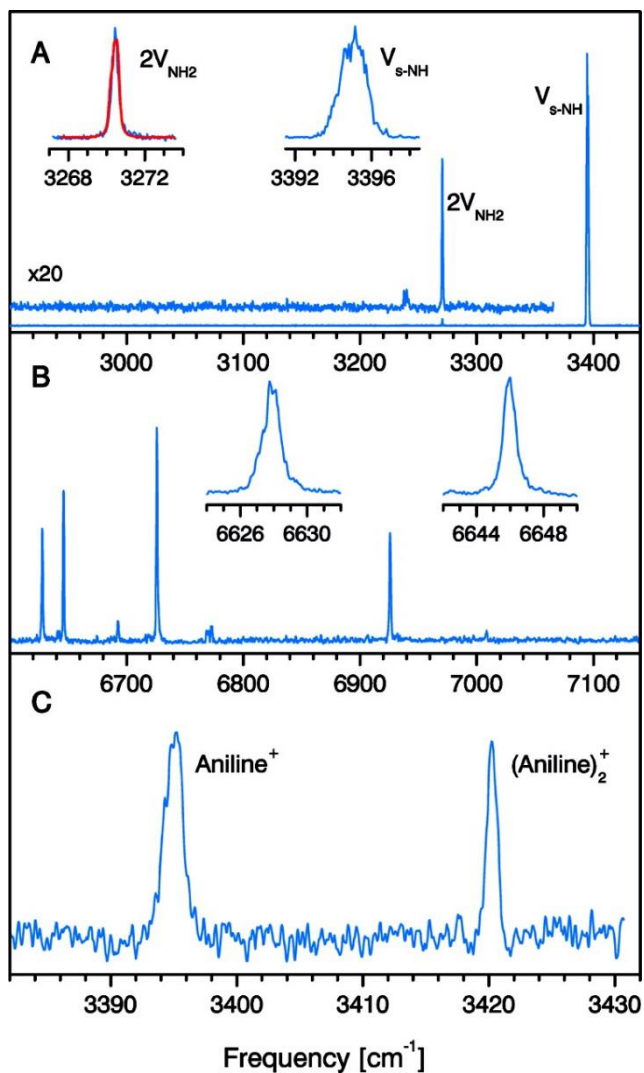 A
2V_NH2
V_s-NH
V_s-NH
3268 3272
3392 3396
2V_NH2
x20
3000 3100 3200 3300 3400
B
6626 6630
6644 6648
6700 6800 6900 7000 7100
C
Aniline+
(Aniline)2+
3390 3400 3410 3420 3430
Frequency [cm-1]